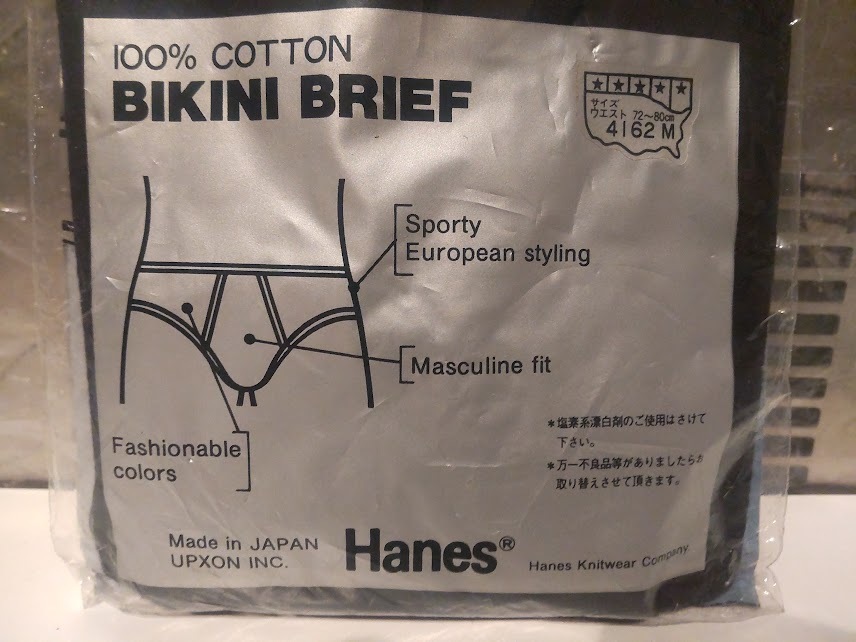 100% COTTON
BIKINI BRIEF
サイズ
ウエスト 72～80cm
4162 M
Sporty
European styling
Masculine fit
Fashionable
colors
＊塩素系漂白剤のご使用はさけて
下さい。
＊万一不良品等がありましたらお
取り替えさせて頂きます。
Made in JAPAN
UPXON INC.
Hanes®
Hanes Knitwear Company.